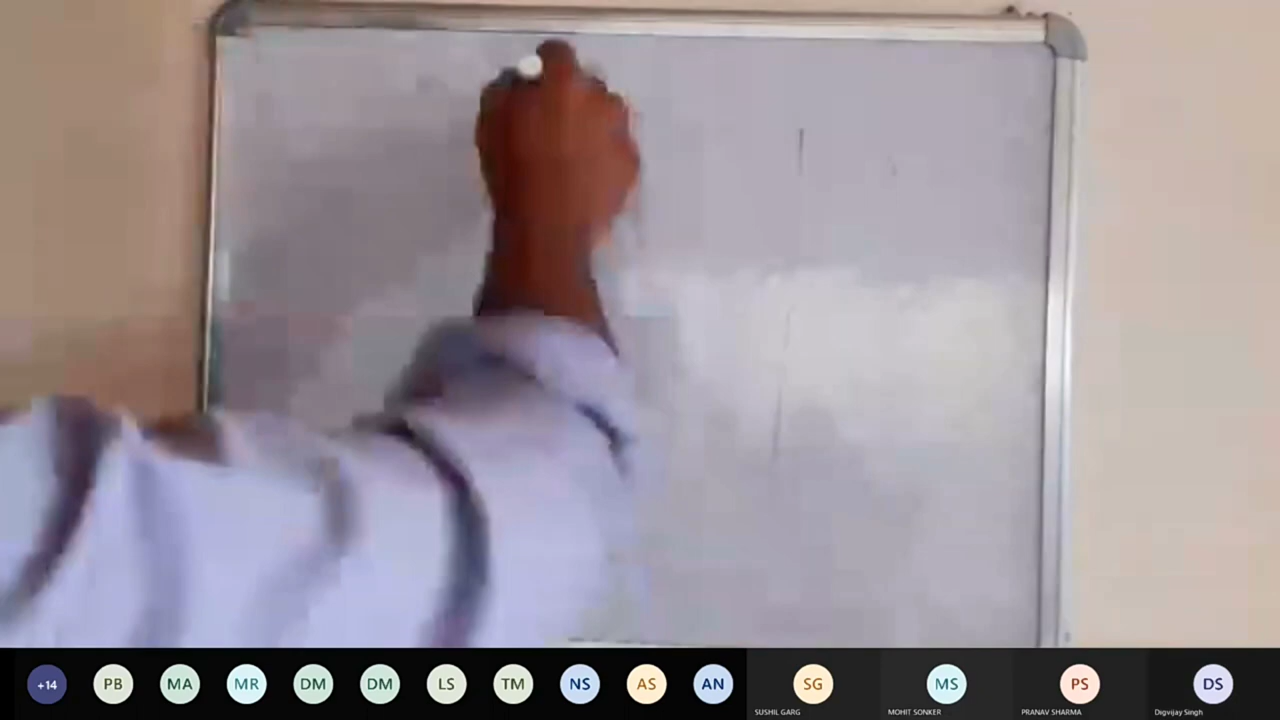 +14 PB MA MR DM DM LS TM NS AS AN SG MS PS DS
SUSHIL GARG MOHIT SONKER PRANAV SHARMA Digvijay Singh